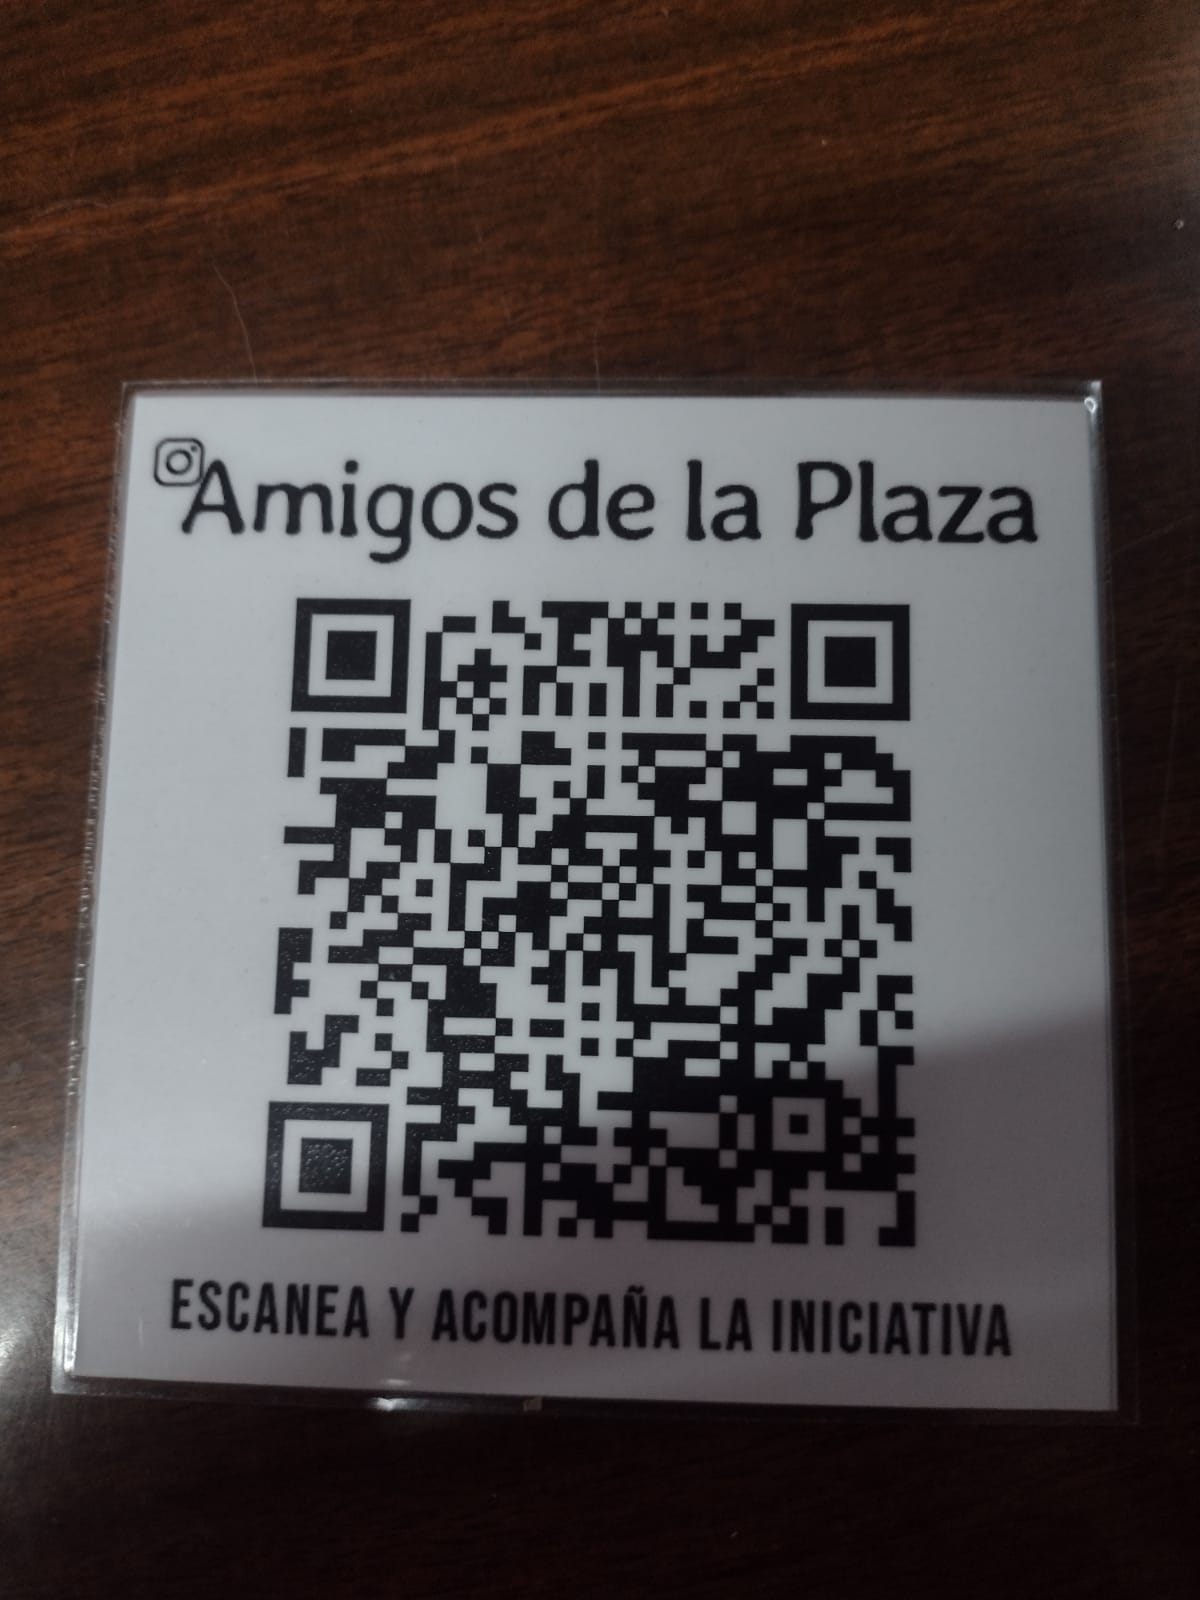 Amigos de la Plaza
ESCANEA Y ACOMPAÑA LA INICIATIVA